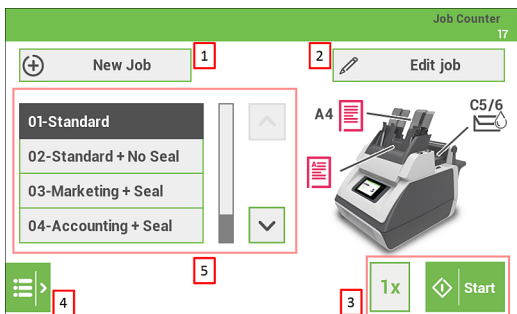 Job Counter
17
New Job
1
2
Edit job
01-Standard
02-Standard + No Seal
03-Marketing + Seal
04-Accounting + Seal
A4
C5/6
A
5
4
1x
Start
3